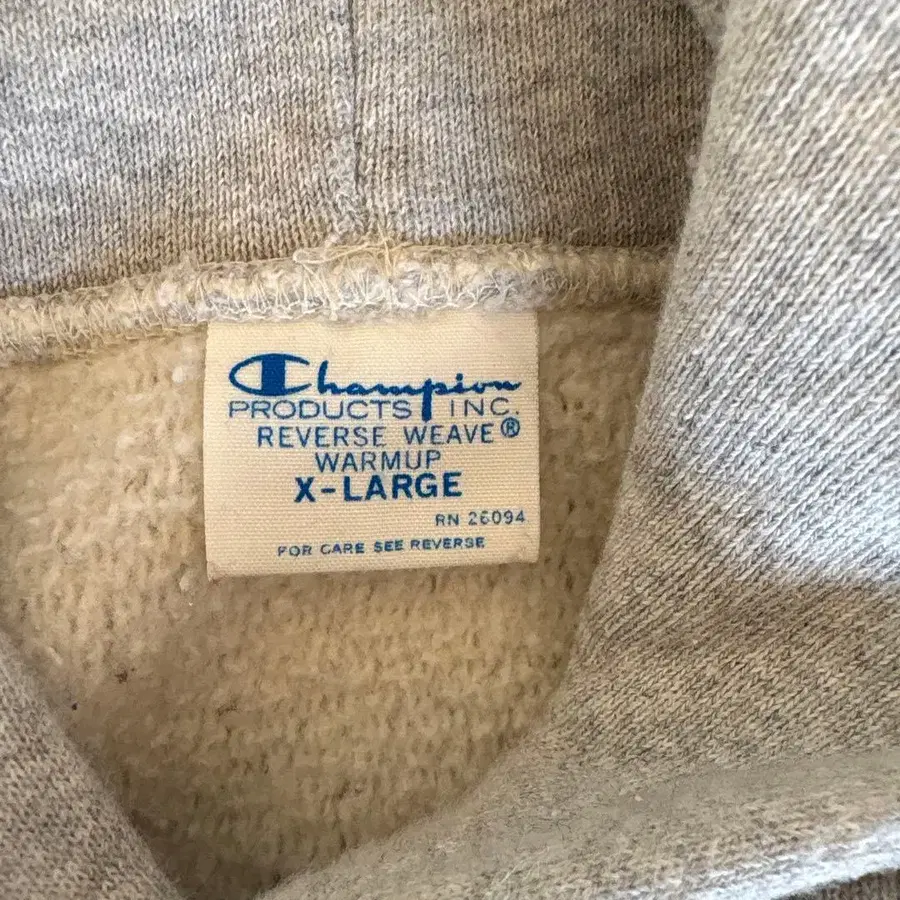 Champion
PRODUCTS INC.
REVERSE WEAVE®
WARMUP
X-LARGE
RN 26094
FOR CARE SEE REVERSE